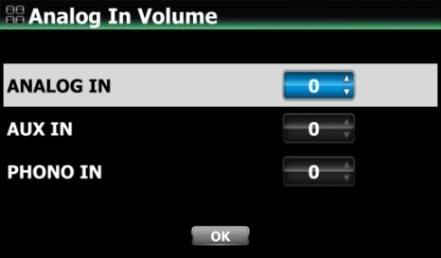 Analog In Volume
ANALOG IN 0
AUX IN 0
PHONO IN 0
OK